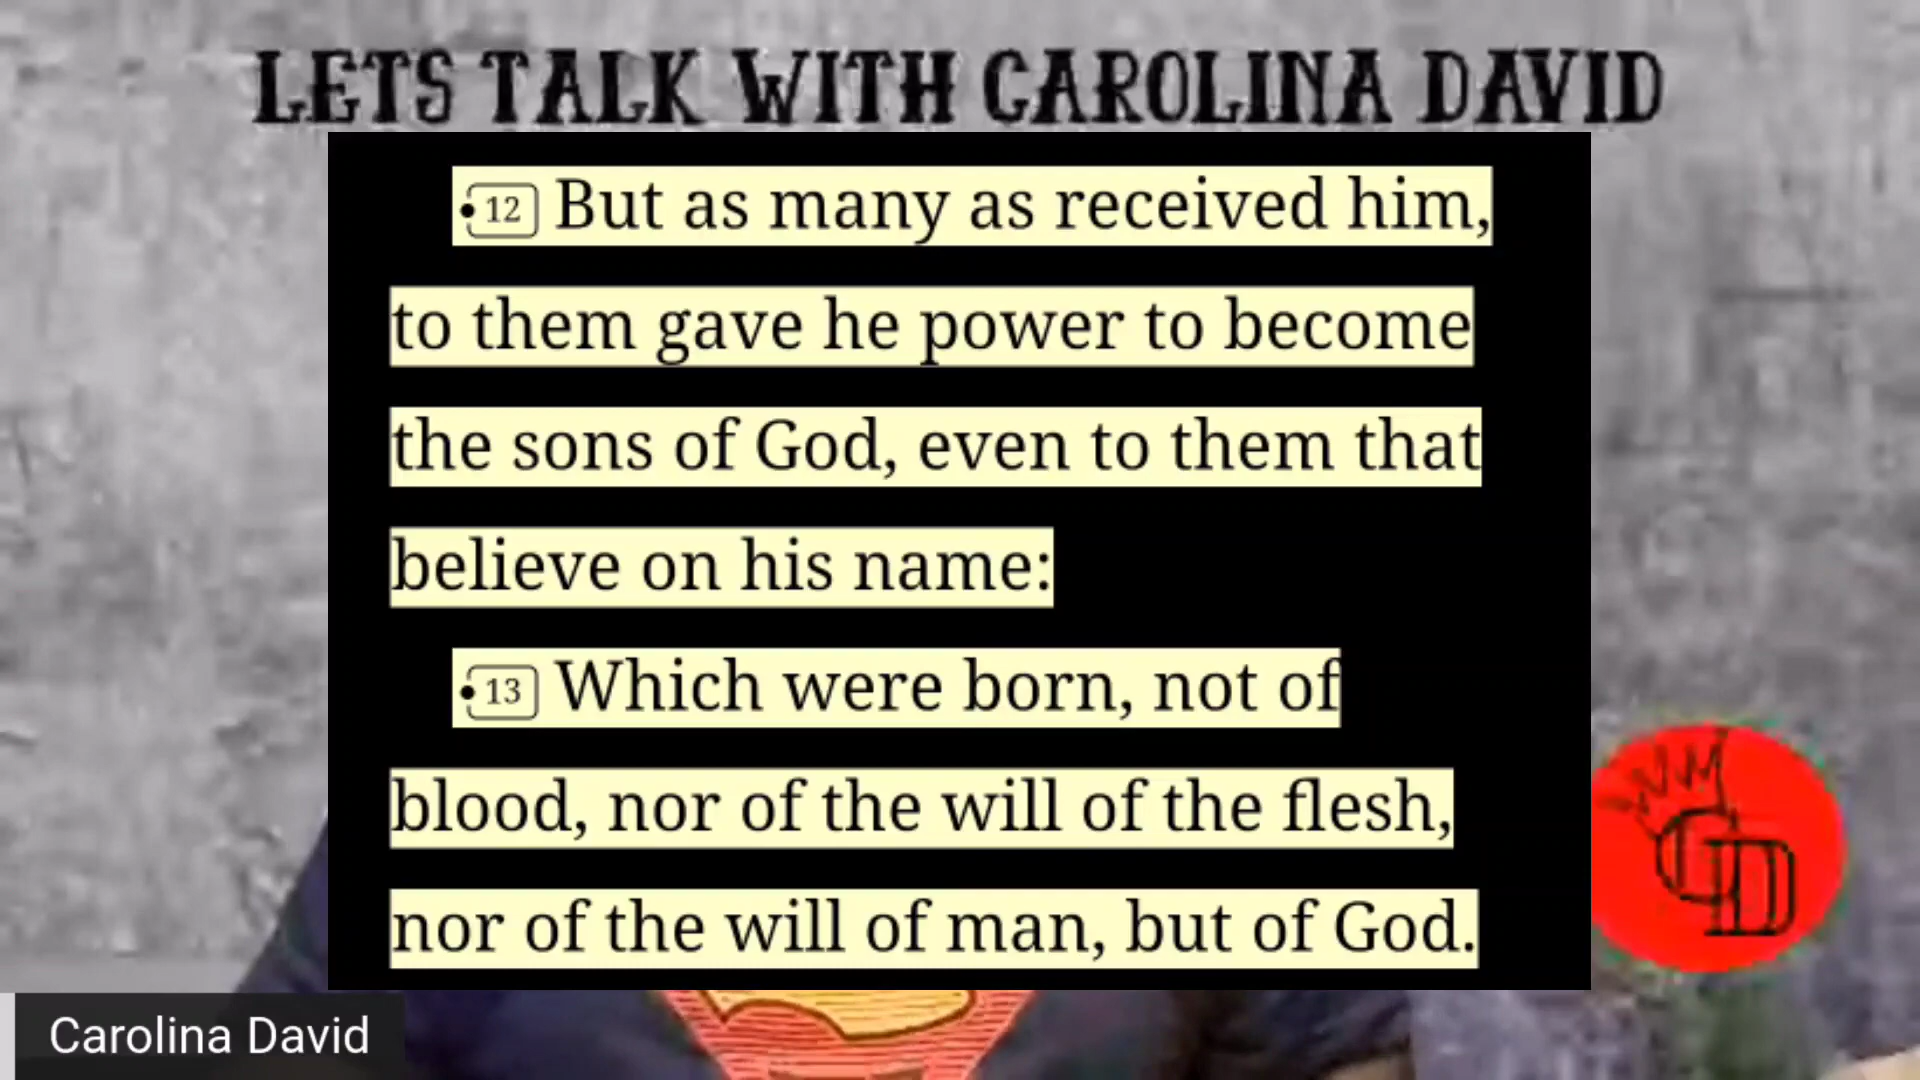 LETS TALK WITH CAROLINA DAVID
12 But as many as received him,
to them gave he power to become
the sons of God, even to them that
believe on his name:
13 Which were born, not of
blood, nor of the will of the flesh,
nor of the will of man, but of God.
CD
Carolina David